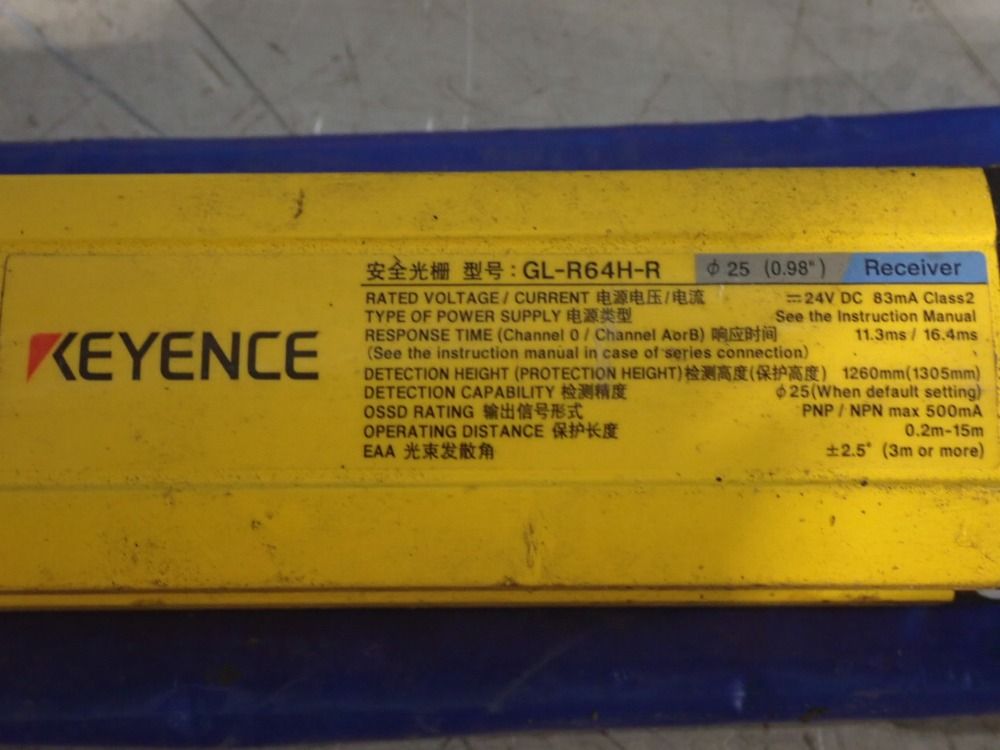 KEYENCE
安全光栅 型号：GL-R64H-R φ25 (0.98") Receiver
RATED VOLTAGE / CURRENT 电源电压/电流 ⎓24V DC 83mA Class2
TYPE OF POWER SUPPLY 电源类型 See the Instruction Manual
RESPONSE TIME (Channel 0 / Channel AorB) 响应时间 11.3ms / 16.4ms
(See the instruction manual in case of series connection)
DETECTION HEIGHT (PROTECTION HEIGHT)检测高度(保护高度) 1260mm(1305mm)
DETECTION CAPABILITY 检测精度 φ25(When default setting)
OSSD RATING 输出信号形式 PNP / NPN max 500mA
OPERATING DISTANCE 保护长度 0.2m-15m
EAA 光束发散角 ±2.5° (3m or more)